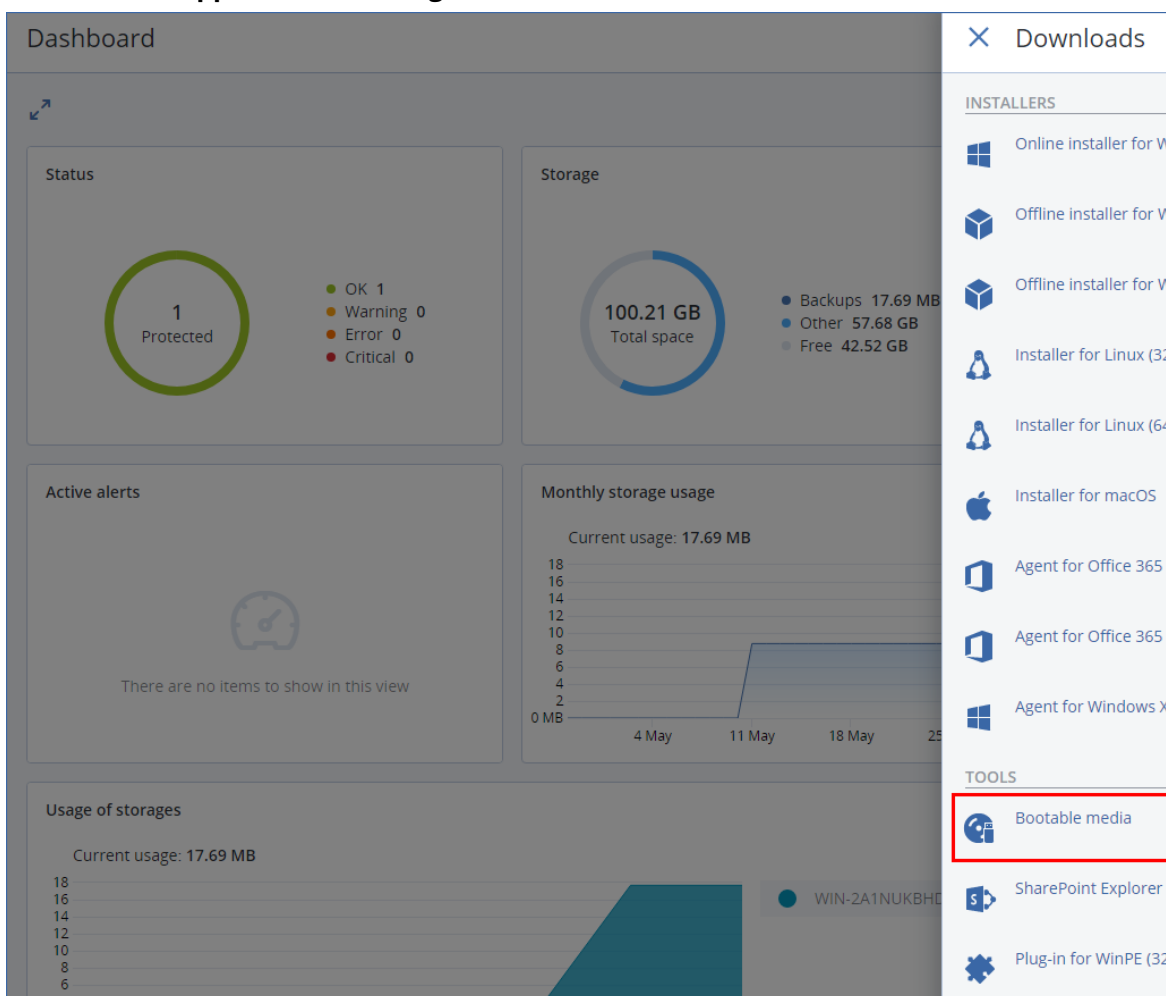 Dashboard
Status
1
Protected
OK 1
Warning 0
Error 0
Critical 0
Storage
100.21 GB
Total space
Backups 17.69 MB
Other 57.68 GB
Free 42.52 GB
Active alerts
There are no items to show in this view
Monthly storage usage
Current usage: 17.69 MB
18
16
14
12
10
8
6
4
2
0 MB
4 May 11 May 18 May 25
Usage of storages
Current usage: 17.69 MB
18
16
14
12
10
8
6
WIN-2A1NUKBHD
Downloads
INSTALLERS
Online installer for W
Offline installer for W
Offline installer for W
Installer for Linux (32
Installer for Linux (64
Installer for macOS
Agent for Office 365
Agent for Office 365
Agent for Windows X
TOOLS
Bootable media
SharePoint Explorer
Plug-in for WinPE (32